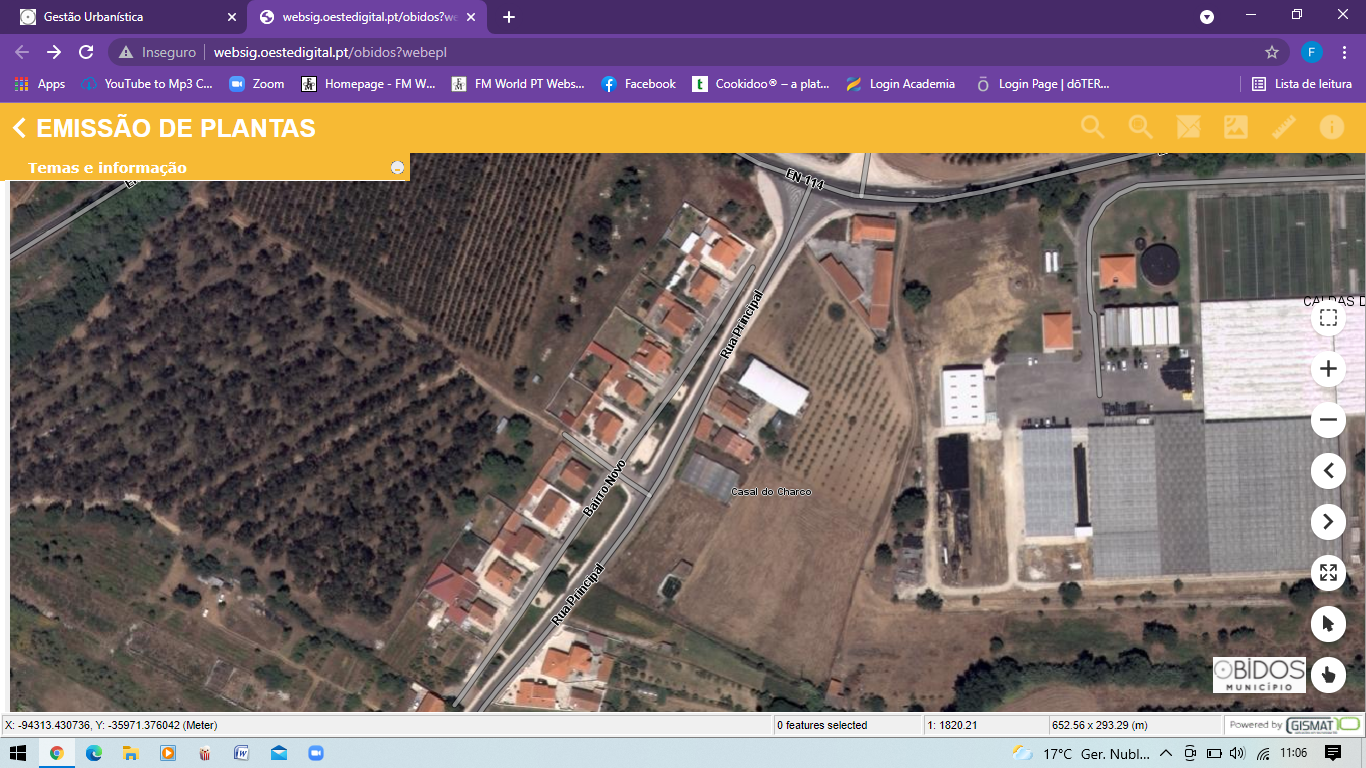 Gestão Urbanística
websig.oestedigital.pt/obidos?we
Inseguro
websig.oestedigital.pt/obidos?webepl
F
Apps
YouTube to Mp3 C...
Zoom
Homepage - FM W...
FM World PT Webs...
Facebook
Cookidoo® – a plat...
Login Academia
Login Page | dōTER...
Lista de leitura
EMISSÃO DE PLANTAS
Temas e informação
EN 114
Rua Principal
CALDAS D
Casal do Charco
Bairro Novo
Rua Principal
ÓBIDOS
MUNICÍPIO
X: -94313.430736, Y: -35971.376042 (Meter)
0 features selected
1: 1820.21
652.56 x 293.29 (m)
Powered by GISMAT
17°C Ger. Nubl...
11:06